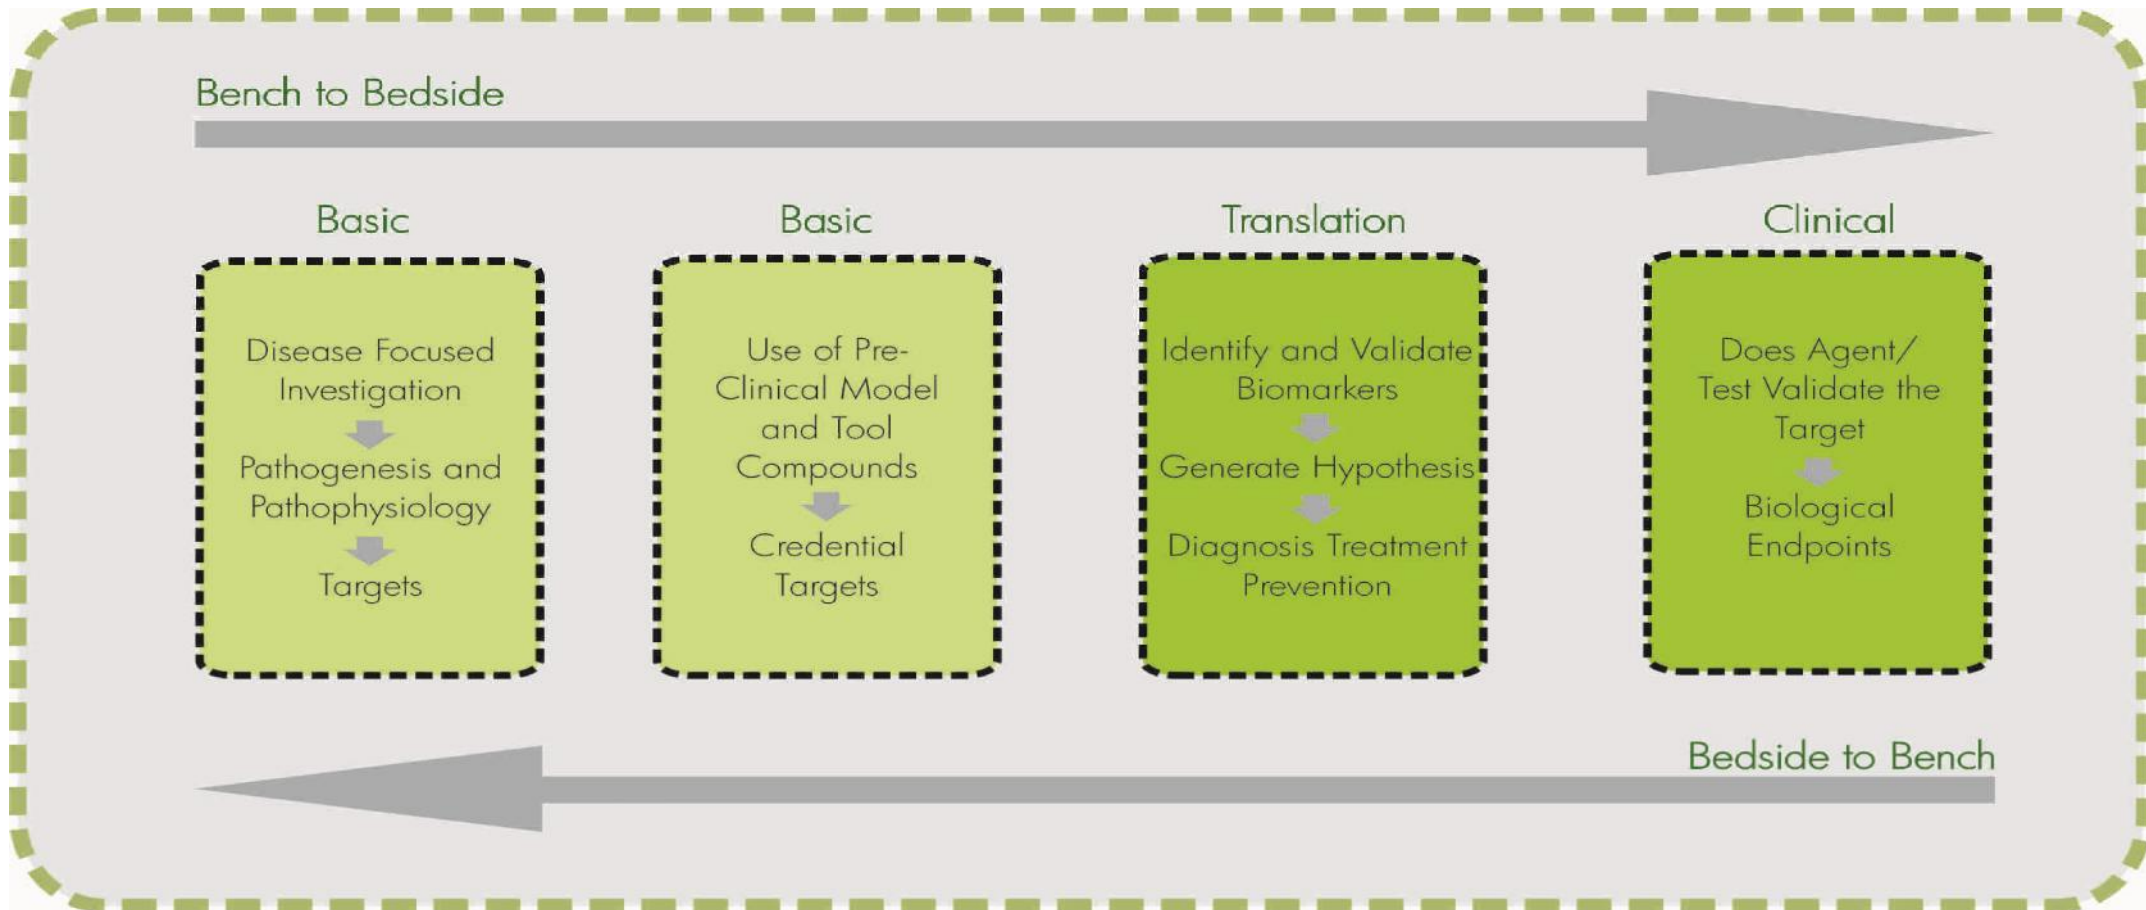 Bench to Bedside
Basic
Disease Focused
Investigation
Pathogenesis and
Pathophysiology
Targets
Basic
Use of Pre-
Clinical Model
and Tool
Compounds
Credential
Targets
Translation
Identify and Validate
Biomarkers
Generate Hypothesis
Diagnosis Treatment
Prevention
Clinical
Does Agent/
Test Validate the
Target
Biological
Endpoints
Bedside to Bench